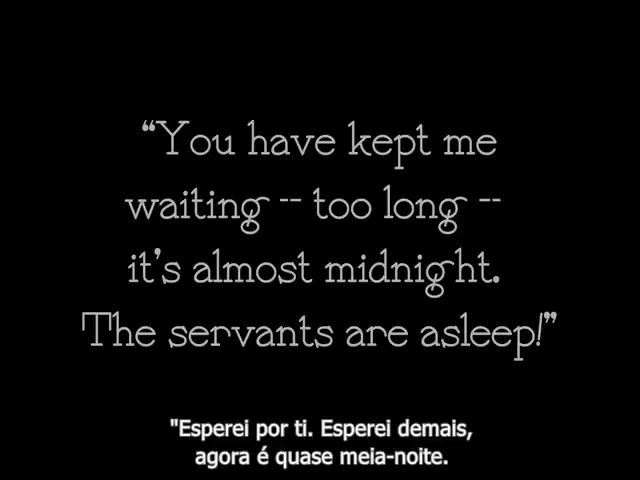 “You have kept me
waiting -- too long --
it's almost midnight.
The servants are asleep!”
"Esperei por ti. Esperei demais,
agora é quase meia-noite.